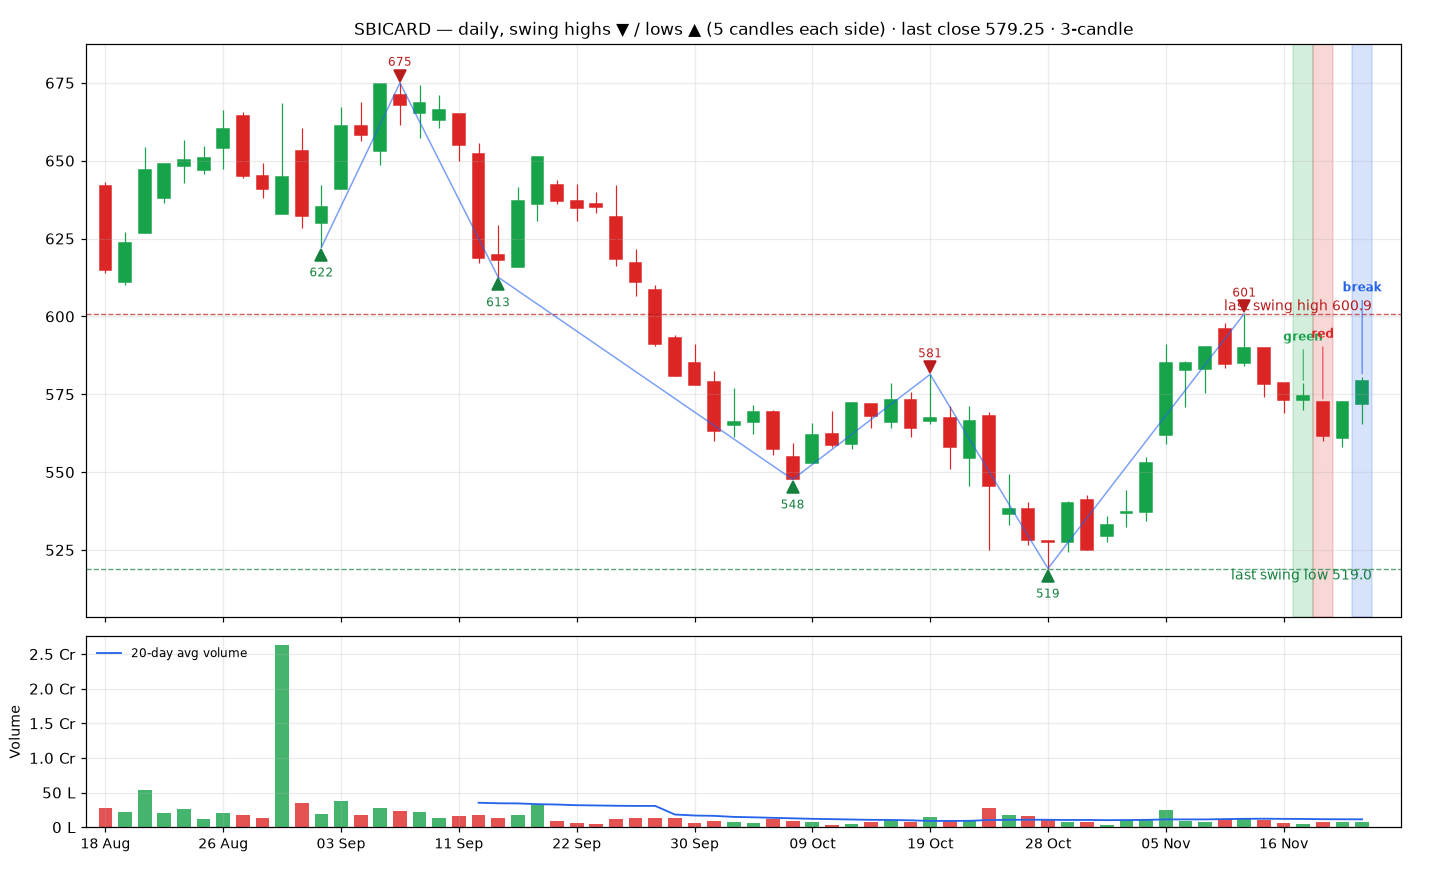 SBICARD — daily, swing highs ▼ / lows ▲ (5 candles each side) · last close 579.25 · 3-candle
675
675
650
625
622
613
break
601
last swing high 600.9
600
green
red
581
575
550
548
525
last swing low 519.0
519
2.5 Cr
20-day avg volume
2.0 Cr
1.5 Cr
Volume
1.0 Cr
50 L
0 L
18 Aug 26 Aug 03 Sep 11 Sep 22 Sep 30 Sep 09 Oct 19 Oct 28 Oct 05 Nov 16 Nov